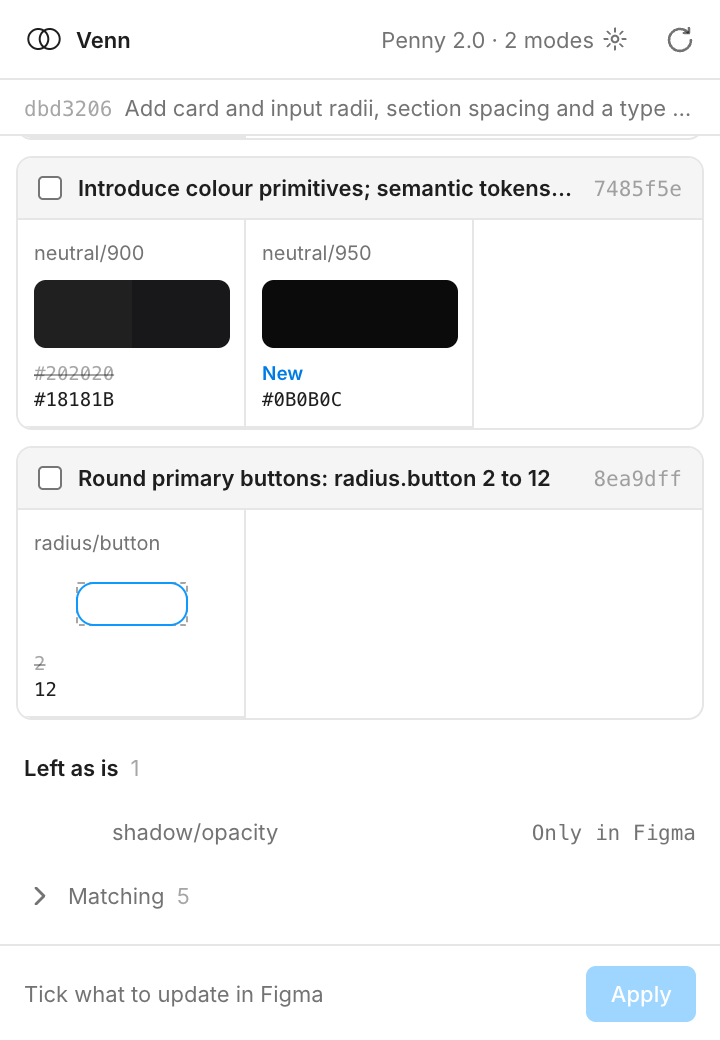 Venn
Penny 2.0 · 2 modes
dbd3206 Add card and input radii, section spacing and a type ...
Introduce colour primitives; semantic tokens... 7485f5e
neutral/900
#202020
#18181B
neutral/950
New
#0B0B0C
Round primary buttons: radius.button 2 to 12 8ea9dff
radius/button
2
12
Left as is 1
shadow/opacity Only in Figma
Matching 5
Tick what to update in Figma
Apply